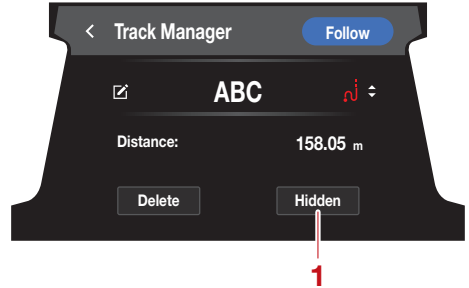 Track Manager Follow
ABC
Distance: 158.05 m
Delete Hidden
1